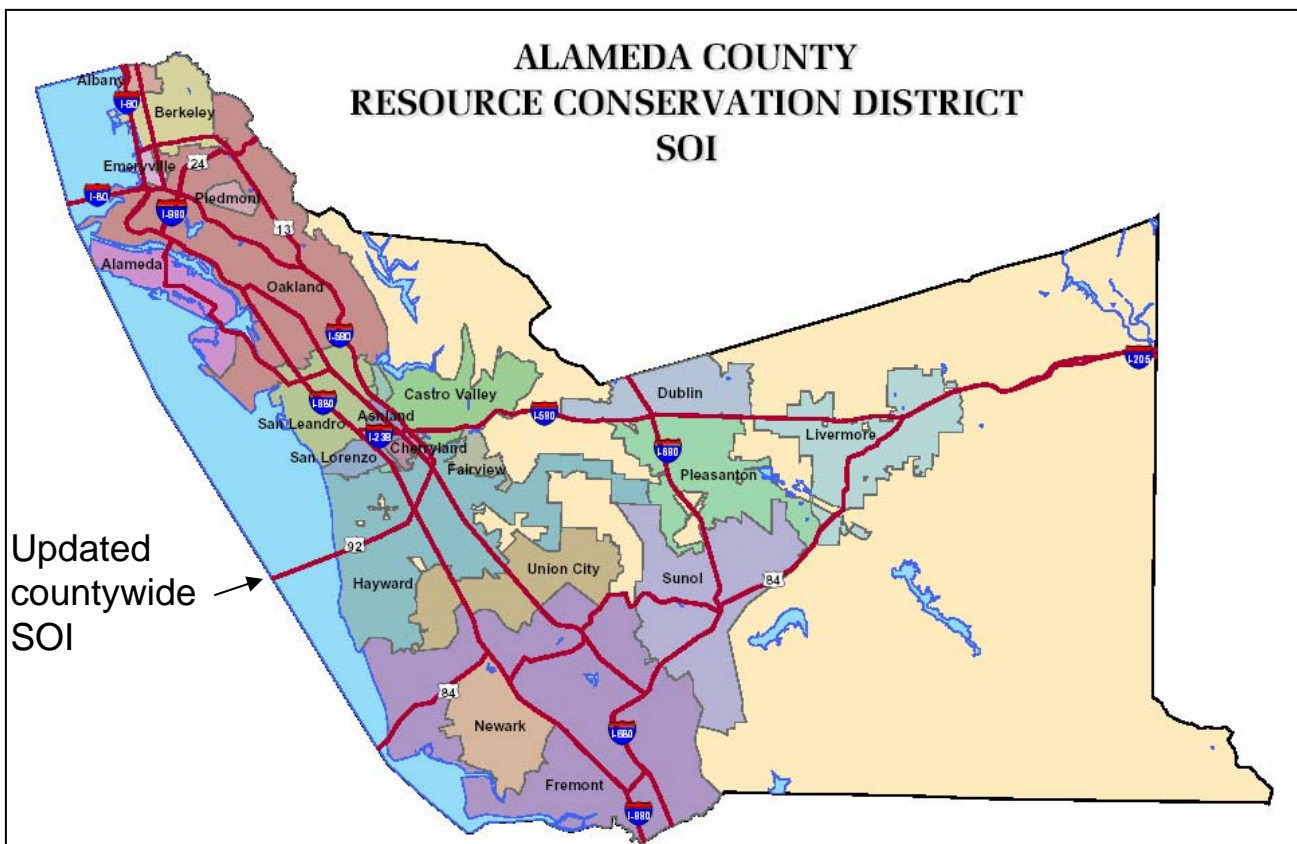 ALAMEDA COUNTY
RESOURCE CONSERVATION DISTRICT
SOI
Albany
I-80
Berkeley
Emeryville
24
I-80
Piedmont
I-980
13
Alameda
Oakland
I-580
I-205
Dublin
Castro Valley
I-880
Ashland
I-580
San Leandro
I-238
Livermore
Cherryland
I-680
San Lorenzo
Fairview
Pleasanton
92
Updated
countywide
SOI
Union City
Hayward
Sunol
84
84
Newark
I-680
Fremont
I-880